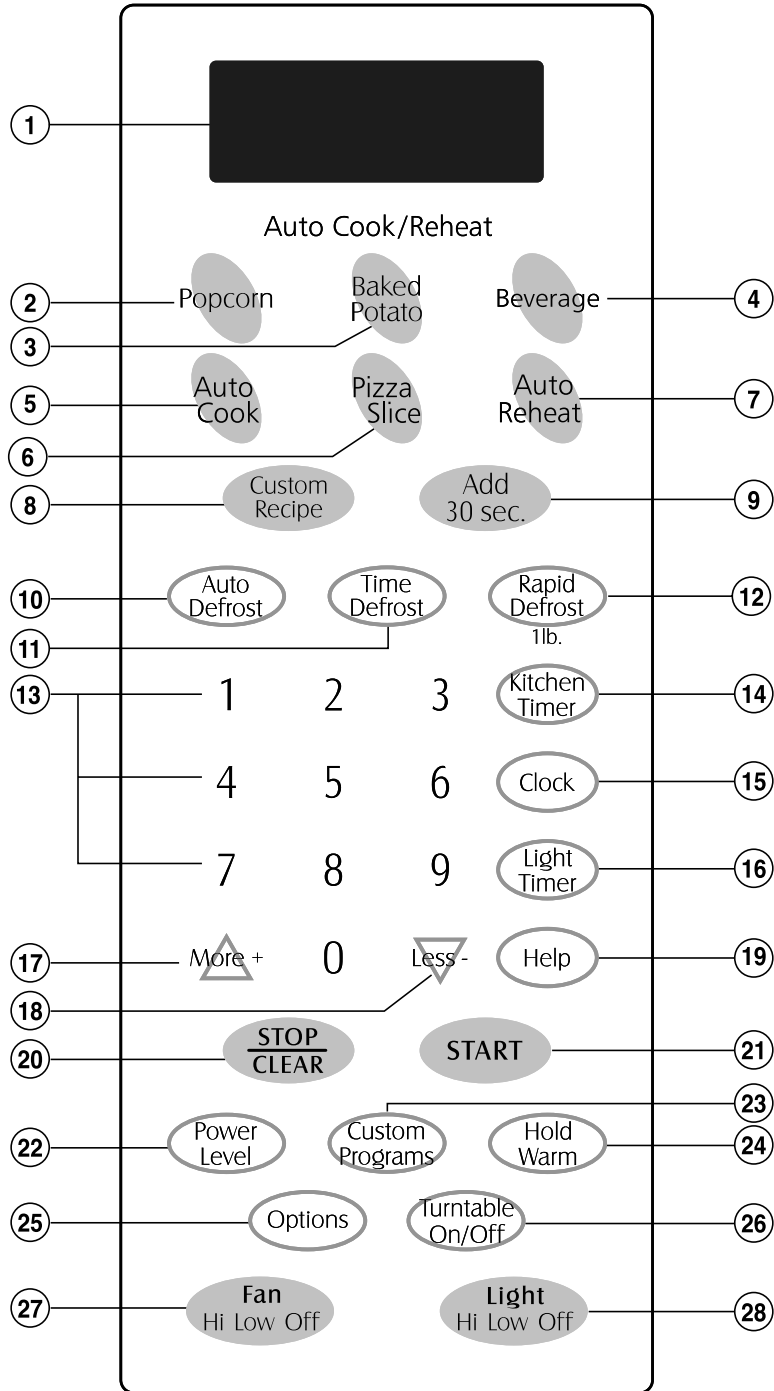 1
Auto Cook/Reheat
2
Popcorn
Baked
Potato
Beverage
4
3
5
Auto
Cook
Pizza
Slice
Auto
Reheat
7
6
8
Custom
Recipe
Add
30 sec.
9
10
Auto
Defrost
Time
Defrost
Rapid
Defrost
1lb.
12
11
13
1 2 3
Kitchen
Timer
14
4 5 6
Clock
15
7 8 9
Light
Timer
16
17
More +
0
Less -
Help
19
18
20
STOP
CLEAR
START
21
23
22
Power
Level
Custom
Programs
Hold
Warm
24
25
Options
Turntable
On/Off
26
27
Fan
Hi Low Off
Light
Hi Low Off
28